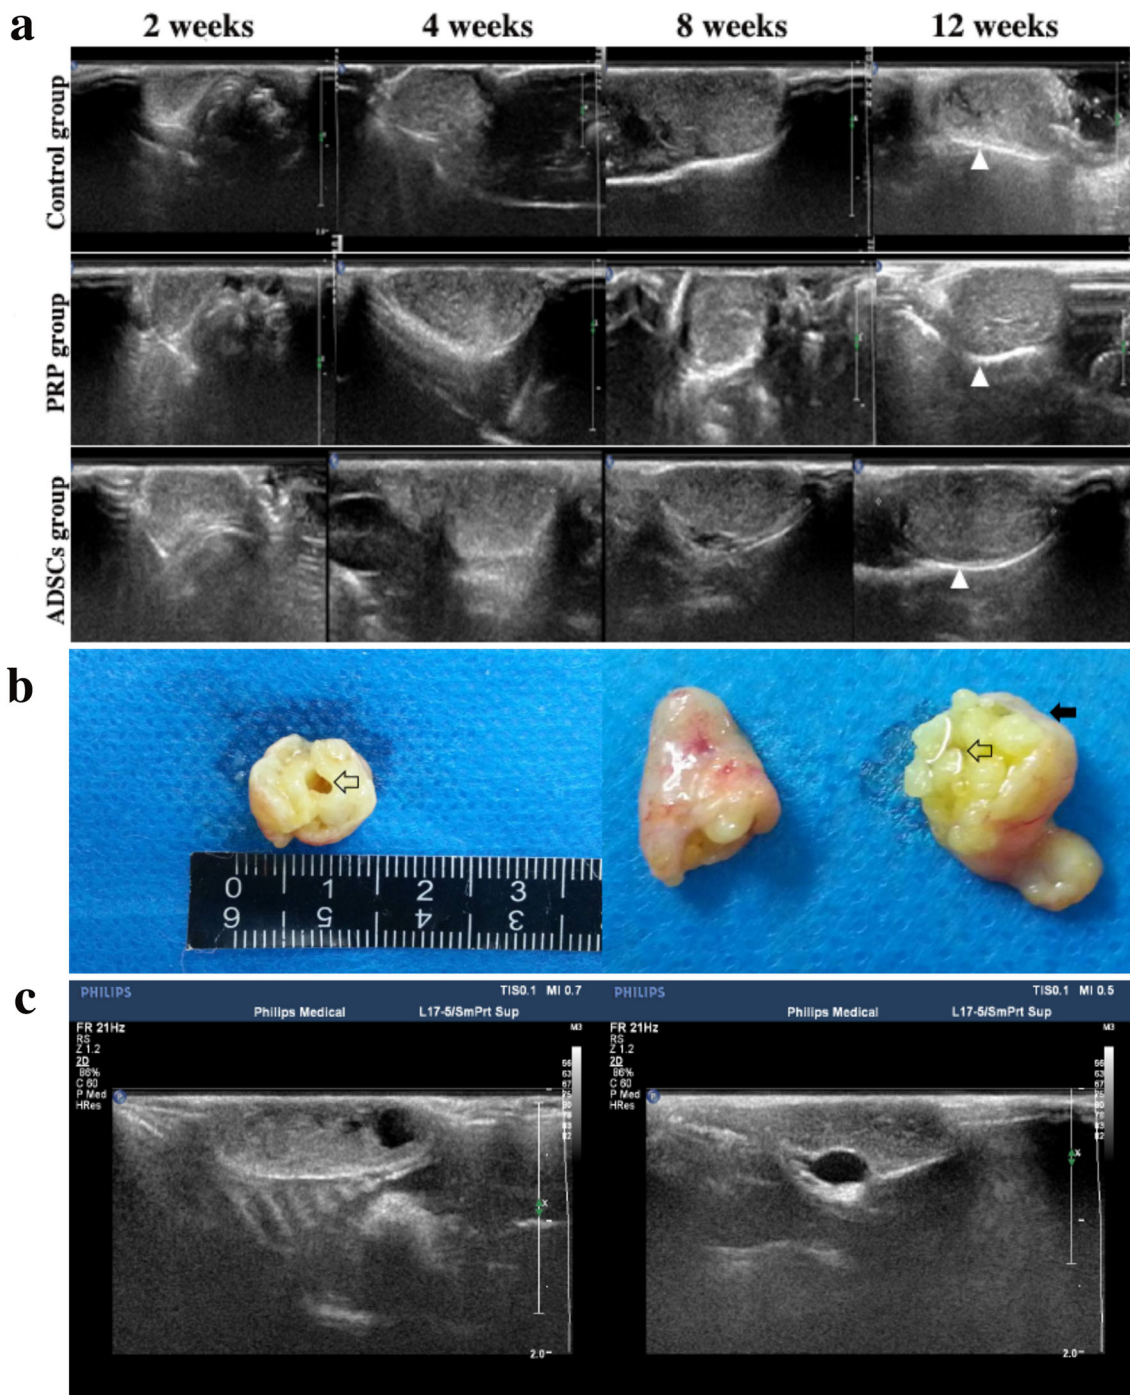 a
2 weeks 4 weeks 8 weeks 12 weeks
Control group
PRP group
ADSCs group
b
0 1 2 3
6 5 4 3
c
PHILIPS TIS0.1 MI 0.7
Philips Medical L17-5/SmPrt Sup
FR 21Hz
RS
Z 1.2
2D
86%
C 60
P Med
HRes
M3
P
x
2.0
PHILIPS TIS0.1 MI 0.5
Philips Medical L17-5/SmPrt Sup
FR 21Hz
RS
Z 1.2
2D
86%
C 60
P Med
HRes
M3
P
x
2.0